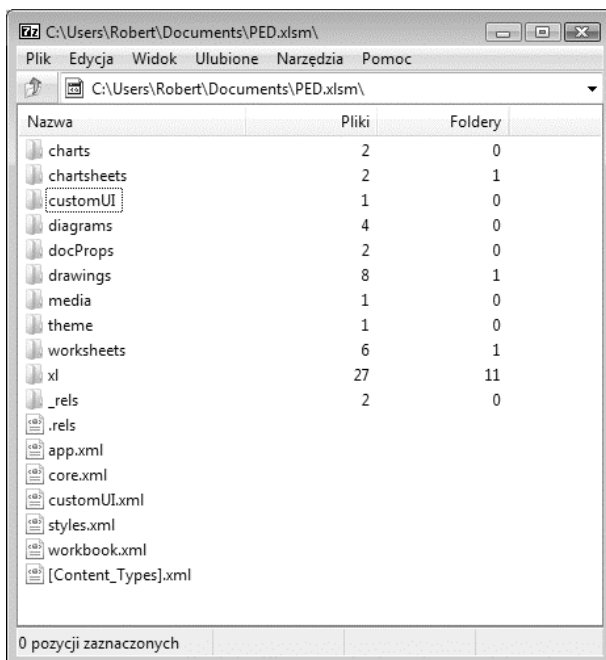 C:\Users\Robert\Documents\PED.xlsm\
Plik Edycja Widok Ulubione Narzędzia Pomoc
C:\Users\Robert\Documents\PED.xlsm\
Nazwa Pliki Foldery
charts 2 0
chartsheets 2 1
customUI 1 0
diagrams 4 0
docProps 2 0
drawings 8 1
media 1 0
theme 1 0
worksheets 6 1
xl 27 11
_rels 2 0
.rels
app.xml
core.xml
customUI.xml
styles.xml
workbook.xml
[Content_Types].xml
0 pozycji zaznaczonych